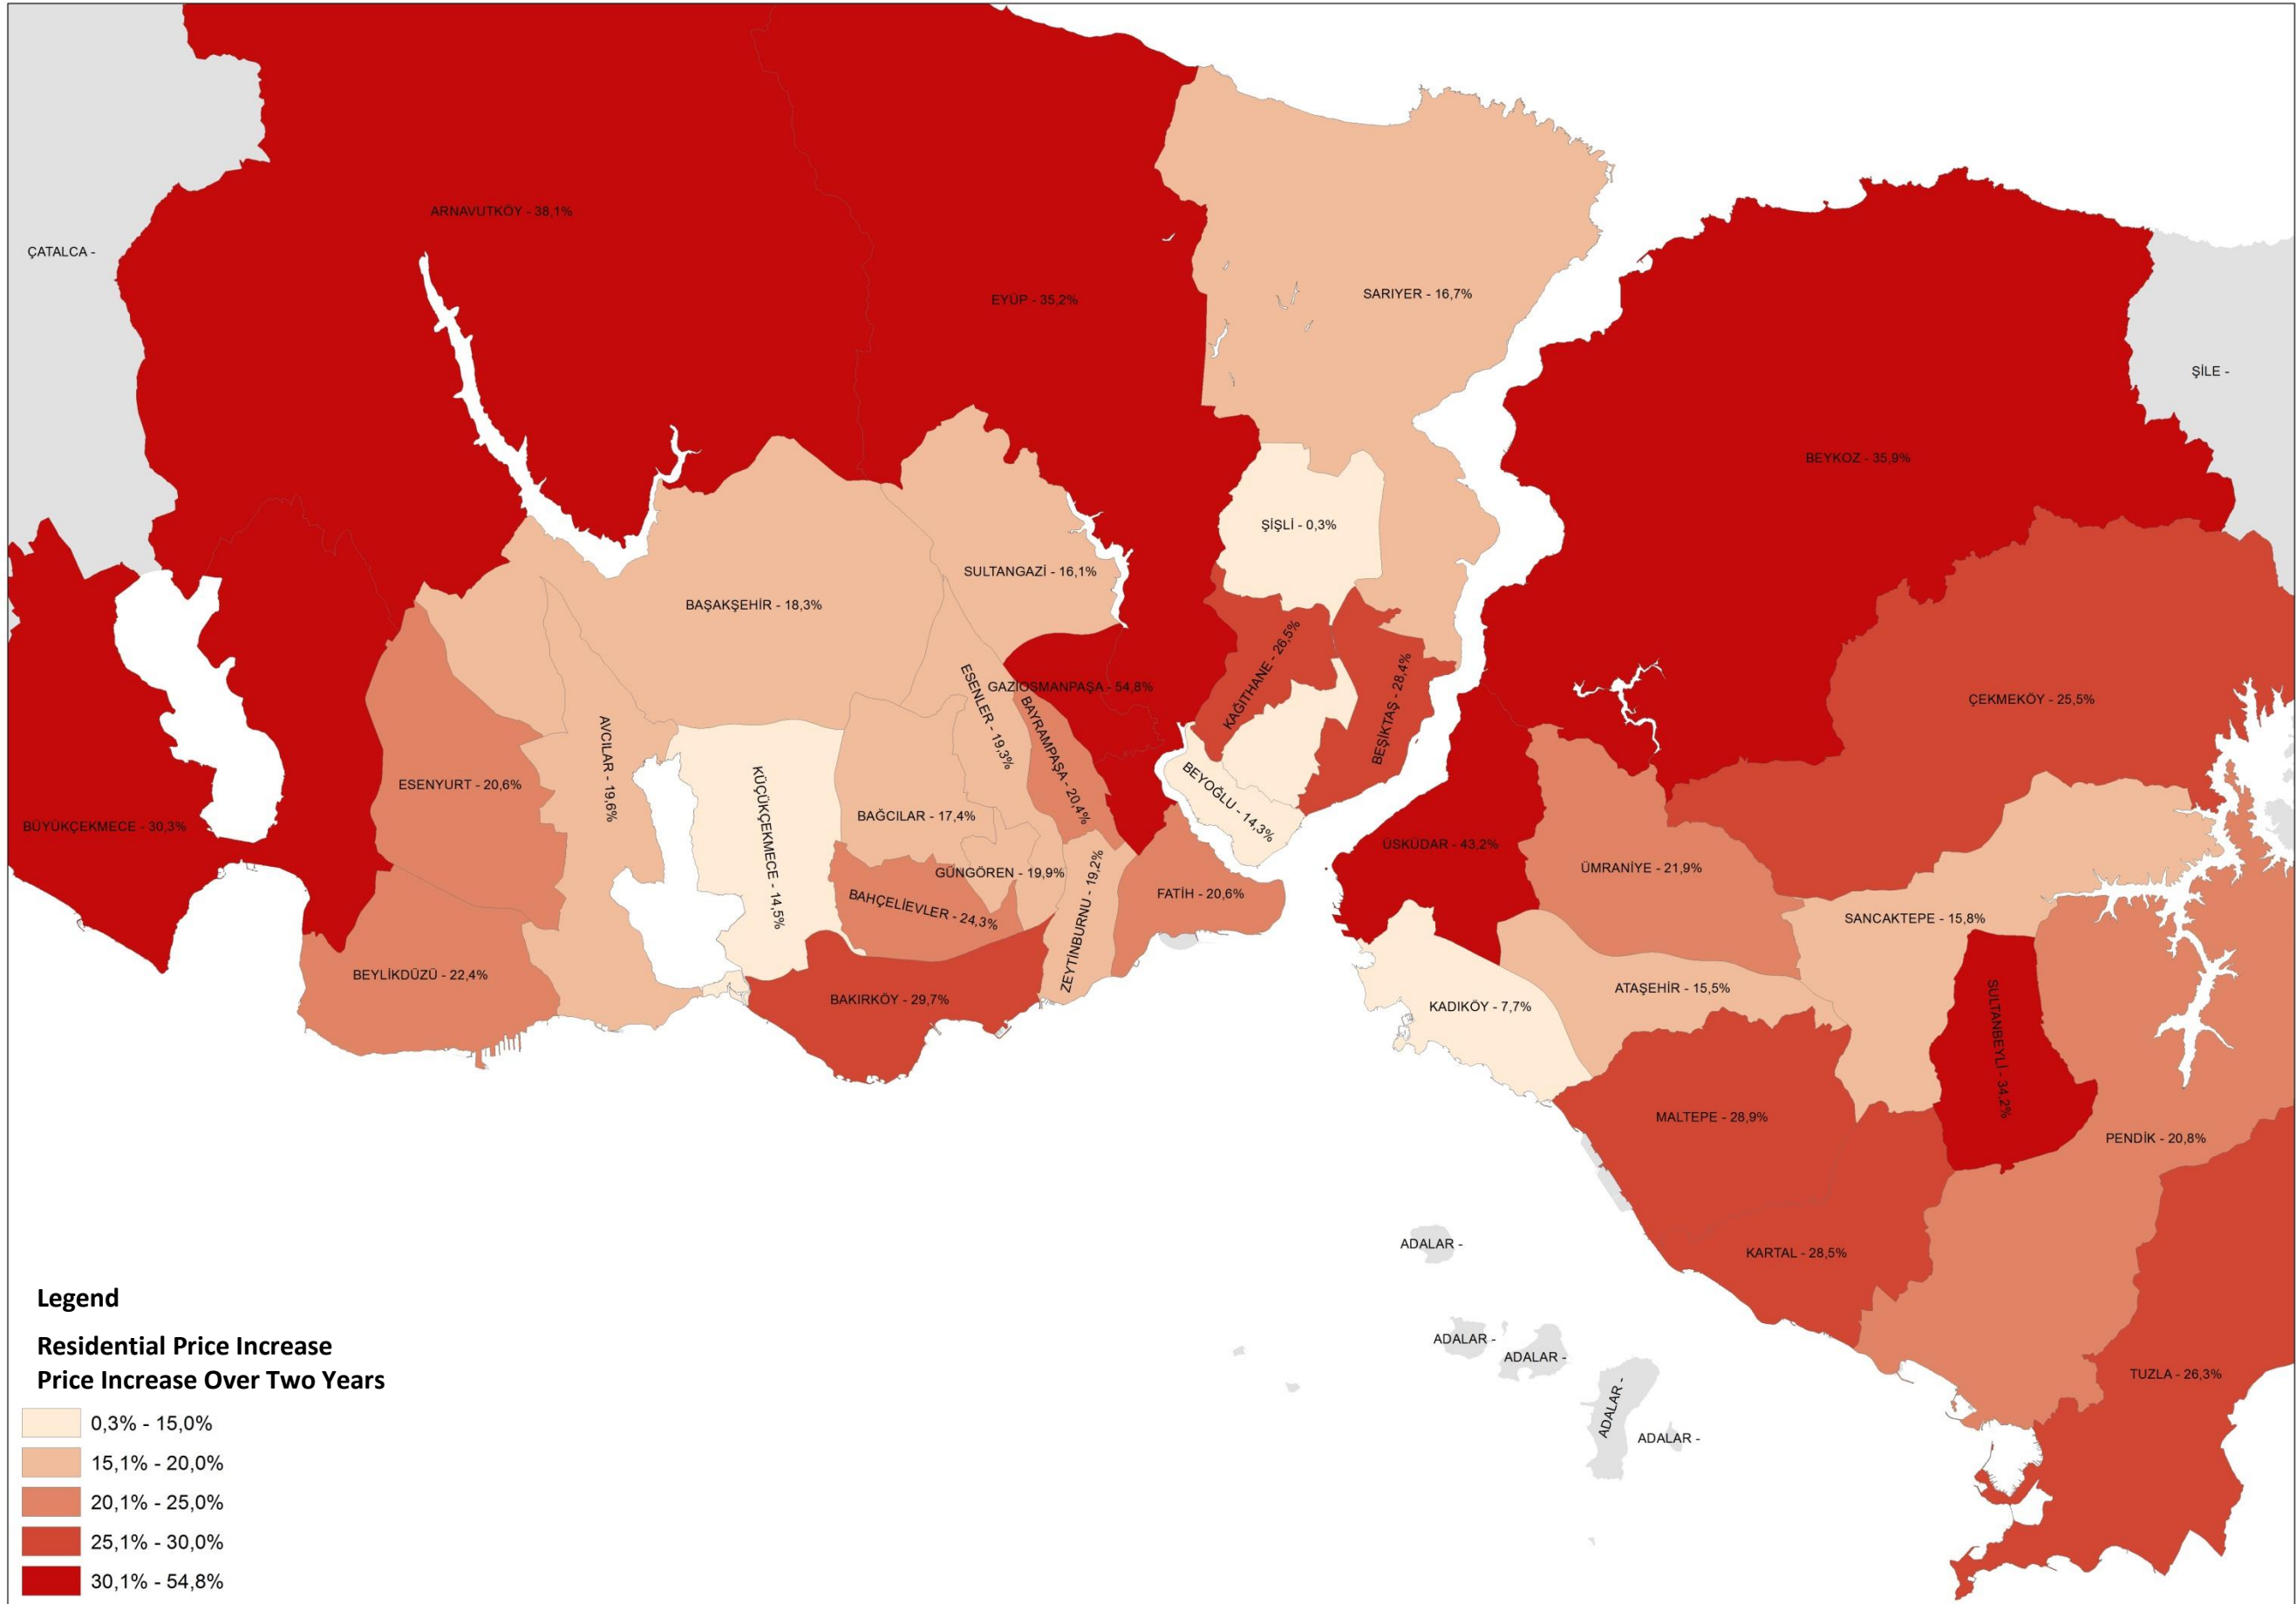 ÇATALCA -
ARNAVUTKÖY - 38,1%
EYÜP - 35,2%
SARIYER - 16,7%
ŞİLE -
BEYKOZ - 35,9%
ŞİŞLİ - 0,3%
SULTANGAZİ - 16,1%
BAŞAKŞEHİR - 18,3%
KAĞITHANE - 26,5%
BEŞİKTAŞ - 28,4%
ESENLER - 19,3%
GAZİOSMANPAŞA - 54,8%
BAYRAMPAŞA - 20,4%
ÇEKMEKÖY - 25,5%
AVCILAR - 19,6%
ESENYURT - 20,6%
KÜÇÜKÇEKMECE - 14,5%
BEYOĞLU - 14,3%
BAĞCILAR - 17,4%
BÜYÜKÇEKMECE - 30,3%
ÜSKÜDAR - 43,2%
ÜMRANİYE - 21,9%
GÜNGÖREN - 19,9%
ZEYTİNBURNU - 19,2%
FATİH - 20,6%
BAHÇELİEVLER - 24,3%
SANCAKTEPE - 15,8%
BEYLİKDÜZÜ - 22,4%
ATAŞEHİR - 15,5%
BAKIRKÖY - 29,7%
KADIKÖY - 7,7%
SULTANBEYLİ - 34,2%
MALTEPE - 28,9%
PENDİK - 20,8%
ADALAR -
KARTAL - 28,5%
ADALAR -
ADALAR -
TUZLA - 26,3%
ADALAR -
ADALAR -
Legend
Residential Price Increase
Price Increase Over Two Years
0,3% - 15,0%
15,1% - 20,0%
20,1% - 25,0%
25,1% - 30,0%
30,1% - 54,8%